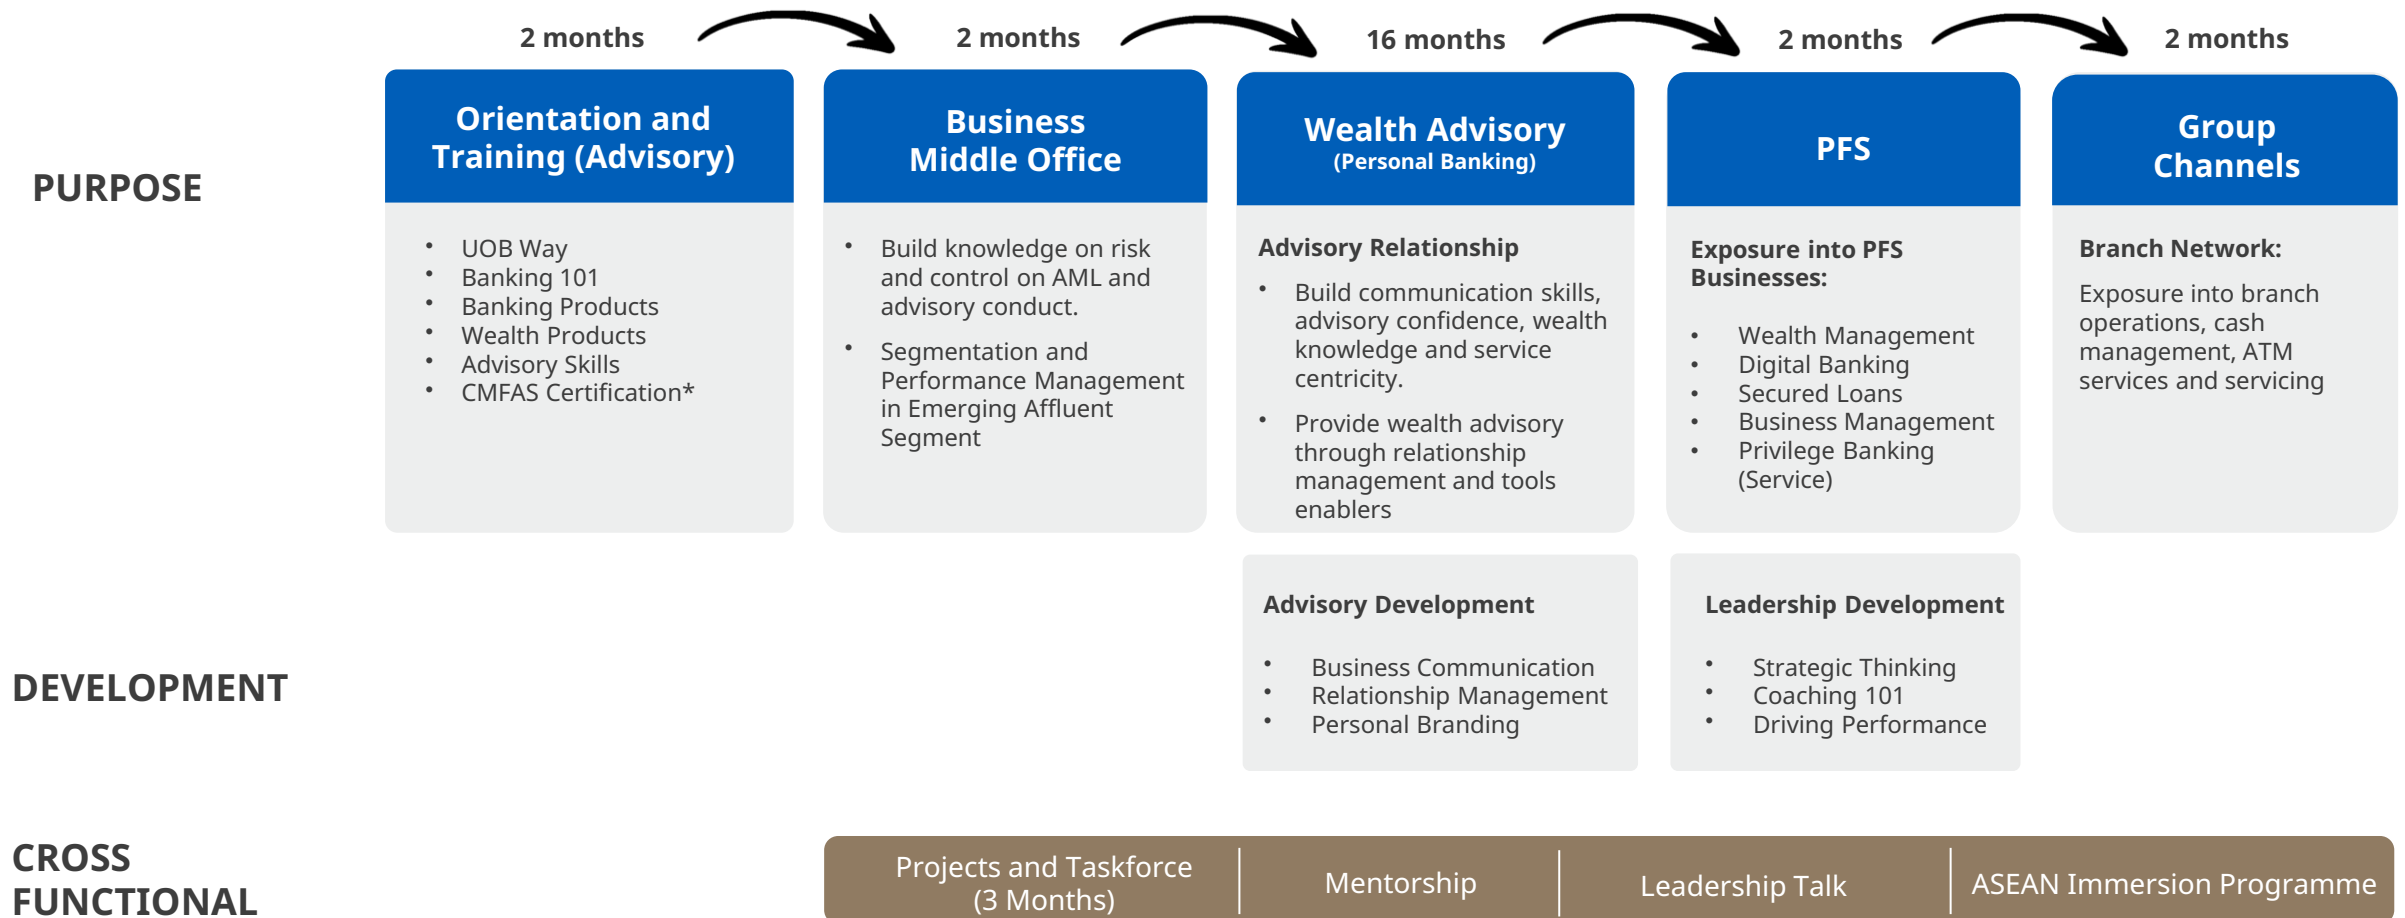 2 months
2 months
16 months
2 months
2 months
PURPOSE
Orientation and
Training (Advisory)
• UOB Way
• Banking 101
• Banking Products
• Wealth Products
• Advisory Skills
• CMFAS Certification*
Business
Middle Office
• Build knowledge on risk
and control on AML and
advisory conduct.
• Segmentation and
Performance Management
in Emerging Affluent
Segment
Wealth Advisory
(Personal Banking)
Advisory Relationship
• Build communication skills,
advisory confidence, wealth
knowledge and service
centricity.
• Provide wealth advisory
through relationship
management and tools
enablers
PFS
Exposure into PFS
Businesses:
• Wealth Management
• Digital Banking
• Secured Loans
• Business Management
• Privilege Banking
(Service)
Group
Channels
Branch Network:
Exposure into branch
operations, cash
management, ATM
services and servicing
DEVELOPMENT
Advisory Development
• Business Communication
• Relationship Management
• Personal Branding
Leadership Development
• Strategic Thinking
• Coaching 101
• Driving Performance
CROSS
FUNCTIONAL
Projects and Taskforce
(3 Months)
Mentorship
Leadership Talk
ASEAN Immersion Programme